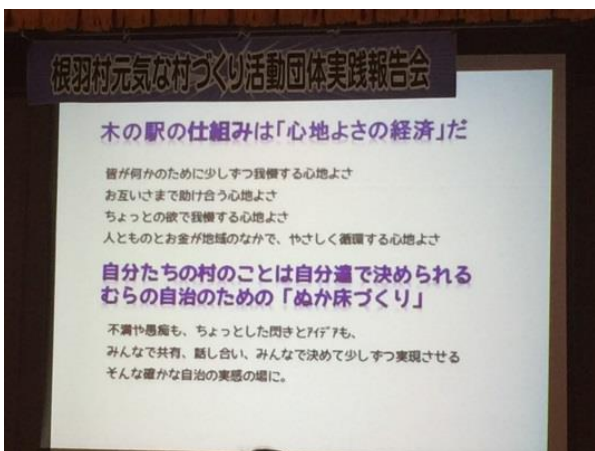 根羽村元気な村づくり活動団体実践報告会
木の駅の仕組みは「心地よさの経済」だ
皆が何かのために少しずつ我慢する心地よさ
お互いさまで助け合う心地よさ
ちょっとの欲で我慢する心地よさ
人とものとお金が地域のなかで、やさしく循環する心地よさ
自分たちの村のことは自分達で決められる
むらの自治のための「ぬか床づくり」
不満や愚痴も、ちょっとした閃きとｱｲﾃﾞｱも、
みんなで共有、話し合い、みんなで決めて少しずつ実現させる
そんな確かな自治の実感の場に。